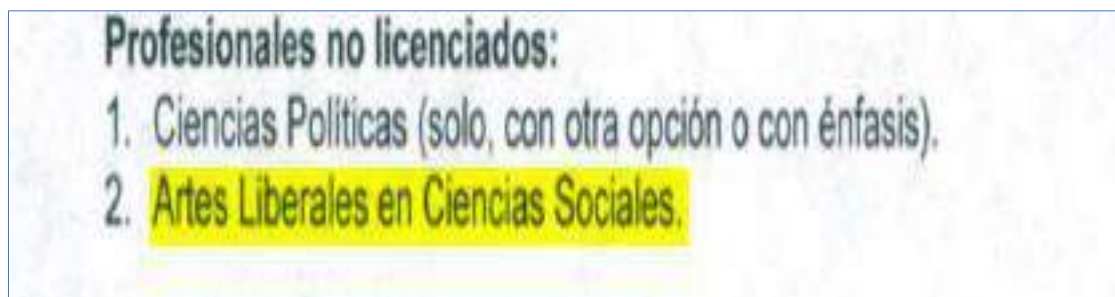 Profesionales no licenciados:
1. Ciencias Políticas (solo, con otra opción o con énfasis).
2. Artes Liberales en Ciencias Sociales.